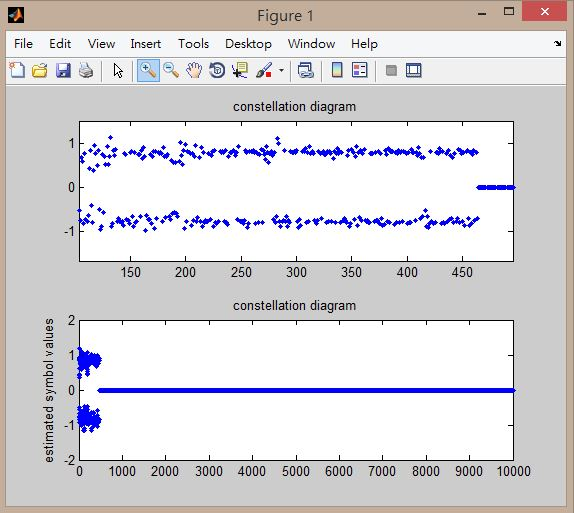 Figure 1
File Edit View Insert Tools Desktop Window Help
constellation diagram
1
0
-1
150 200 250 300 350 400 450
constellation diagram
estimated symbol values
2
1
0
-1
-2
0 1000 2000 3000 4000 5000 6000 7000 8000 9000 10000